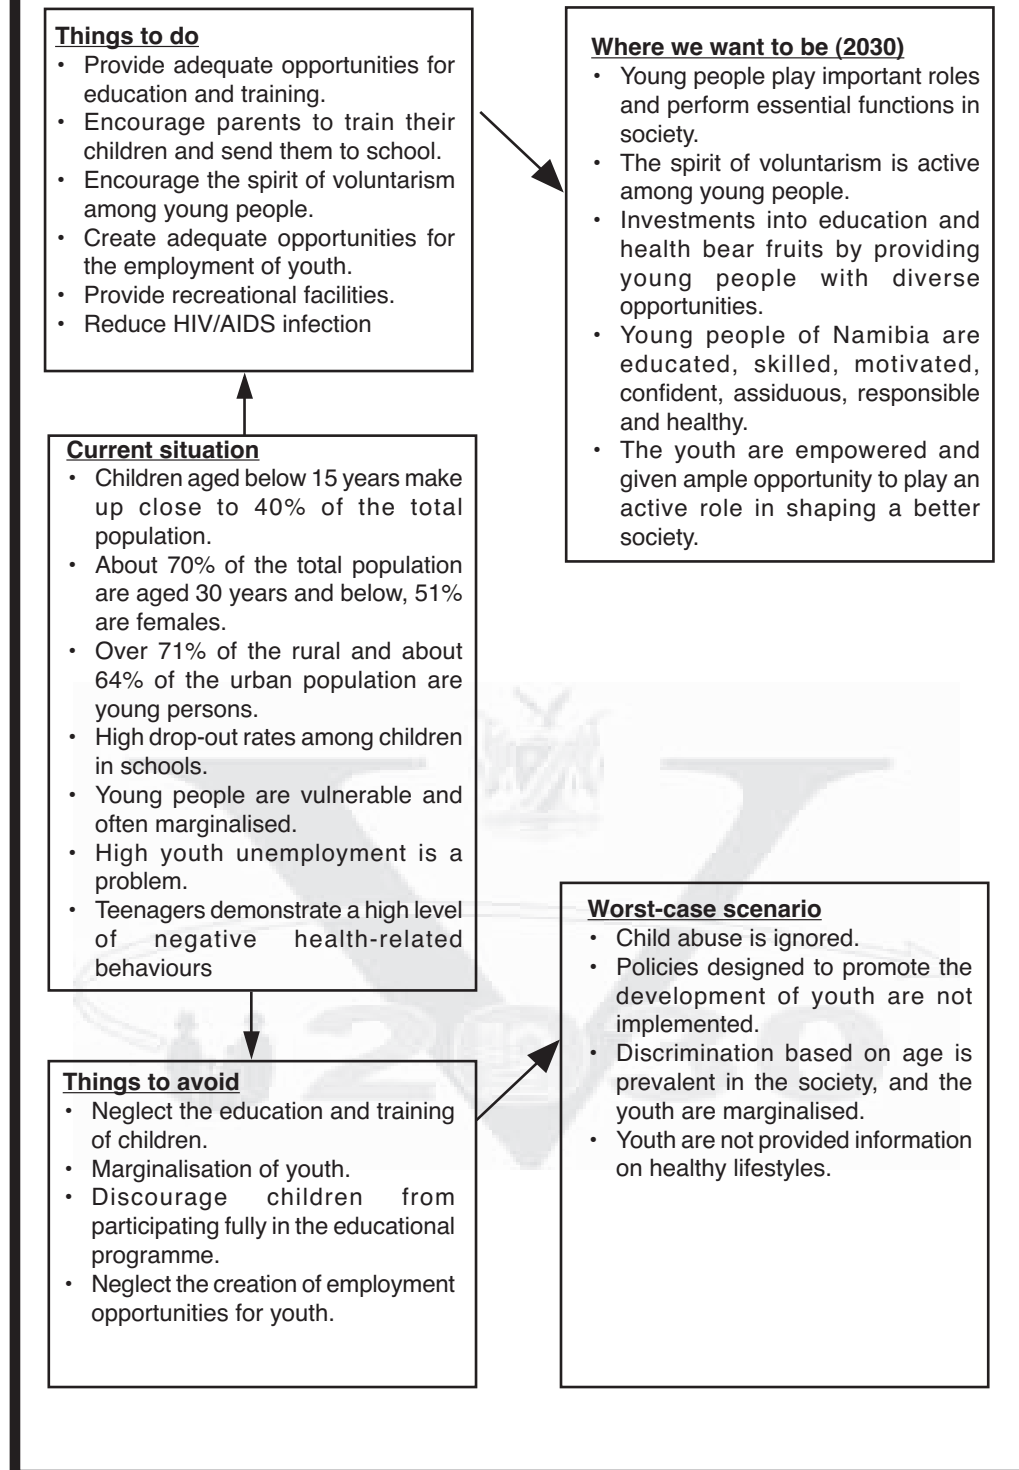 Things to do
• Provide adequate opportunities for
education and training.
• Encourage parents to train their
children and send them to school.
• Encourage the spirit of voluntarism
among young people.
• Create adequate opportunities for
the employment of youth.
• Provide recreational facilities.
• Reduce HIV/AIDS infection
Where we want to be (2030)
• Young people play important roles
and perform essential functions in
society.
• The spirit of voluntarism is active
among young people.
• Investments into education and
health bear fruits by providing
young people with diverse
opportunities.
• Young people of Namibia are
educated, skilled, motivated,
confident, assiduous, responsible
and healthy.
• The youth are empowered and
given ample opportunity to play an
active role in shaping a better
society.
Current situation
• Children aged below 15 years make
up close to 40% of the total
population.
• About 70% of the total population
are aged 30 years and below, 51%
are females.
• Over 71% of the rural and about
64% of the urban population are
young persons.
• High drop-out rates among children
in schools.
• Young people are vulnerable and
often marginalised.
• High youth unemployment is a
problem.
• Teenagers demonstrate a high level
of negative health-related
behaviours
Things to avoid
• Neglect the education and training
of children.
• Marginalisation of youth.
• Discourage children from
participating fully in the educational
programme.
• Neglect the creation of employment
opportunities for youth.
Worst-case scenario
• Child abuse is ignored.
• Policies designed to promote the
development of youth are not
implemented.
• Discrimination based on age is
prevalent in the society, and the
youth are marginalised.
• Youth are not provided information
on healthy lifestyles.
V
2030